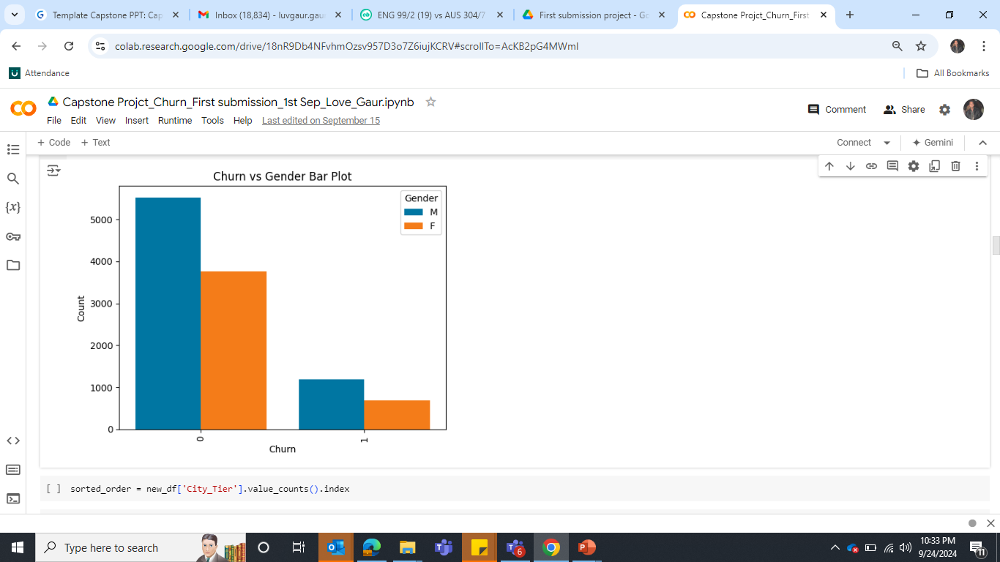 Template Capstone PPT: Cap
Inbox (18,834) - luvgaur.gau
ENG 99/2 (19) vs AUS 304/7
First submission project - Go
Capstone Projct_Churn_First
colab.research.google.com/drive/18nR9Db4NFvhmOzsv957D3o7Z6iujKCRV#scrollTo=AcKB2pG4MWmI
Attendance
All Bookmarks
Capstone Projct_Churn_First submission_1st Sep_Love_Gaur.ipynb
File Edit View Insert Runtime Tools Help Last edited on September 15
Comment
Share
+ Code + Text
Connect
Gemini
{x}
Churn vs Gender Bar Plot
Gender
M
F
5000
4000
3000
2000
1000
0
Count
0
1
Churn
[ ] sorted_order = new_df['City_Tier'].value_counts().index
Type here to search
6
10:33 PM
9/24/2024
11